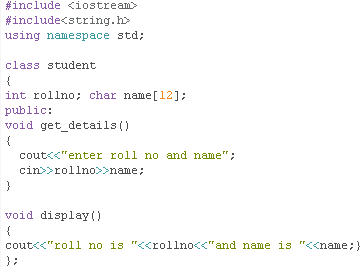 #include <iostream>
#include<string.h>
using namespace std;
class student
{
int rollno; char name[12];
public:
void get_details()
{
cout<<"enter roll no and name";
cin>>rollno>>name;
}
void display()
{
cout<<"roll no is "<<rollno<<"and name is "<<name;}
};